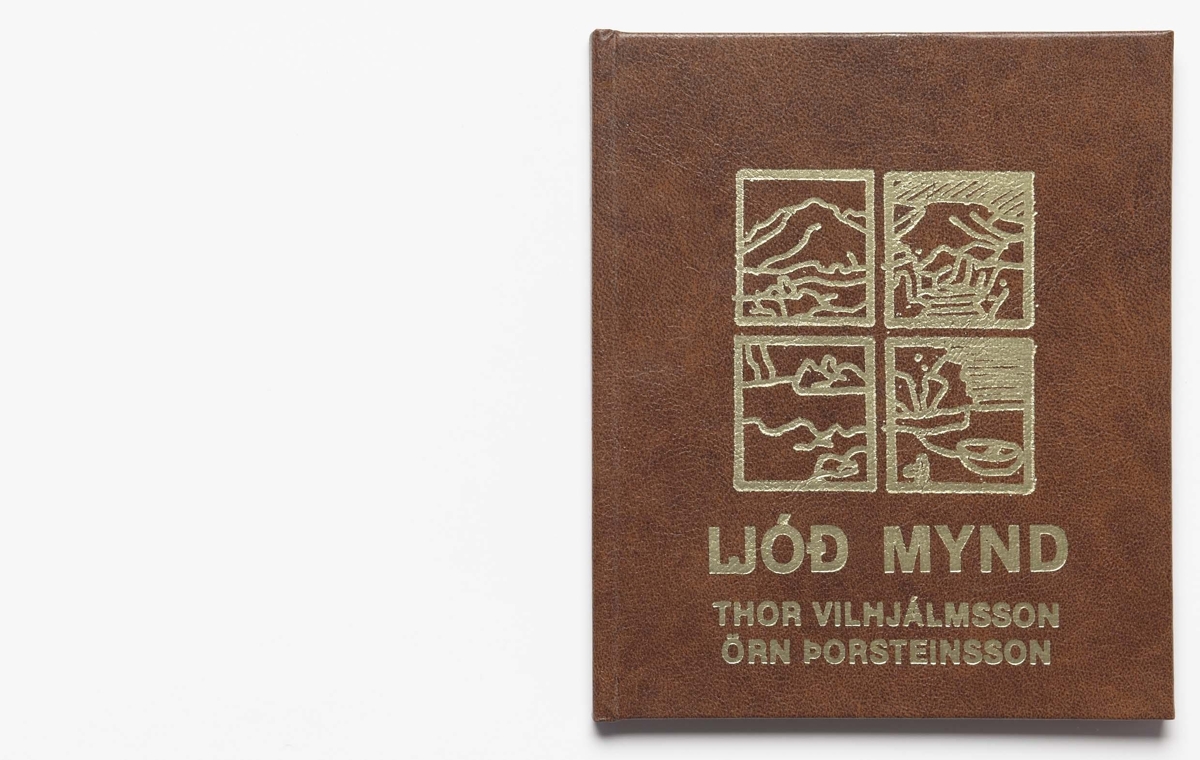 LJÓÐ MYND
THOR VILHJÁLMSSON
ÖRN ÞORSTEINSSON